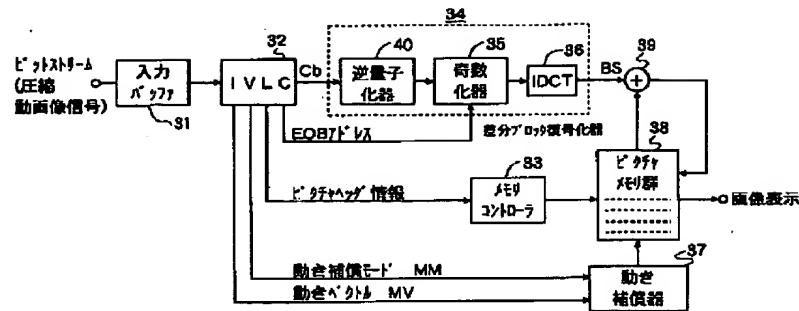 34
ビットストリーム
(圧縮
動画像信号)
入力
バッファ
31
32
IVLC
Cb
40
逆量子
化器
35
奇数
化器
36
IDCT
BS
39
差分ブロック復号化器
EOBアドレス
38
ピクチャ
メモリ群
画像表示
ピクチャヘッダ情報
33
メモリ
コントローラ
37
動き
補償器
動き補償モード MM
動きベクトル MV